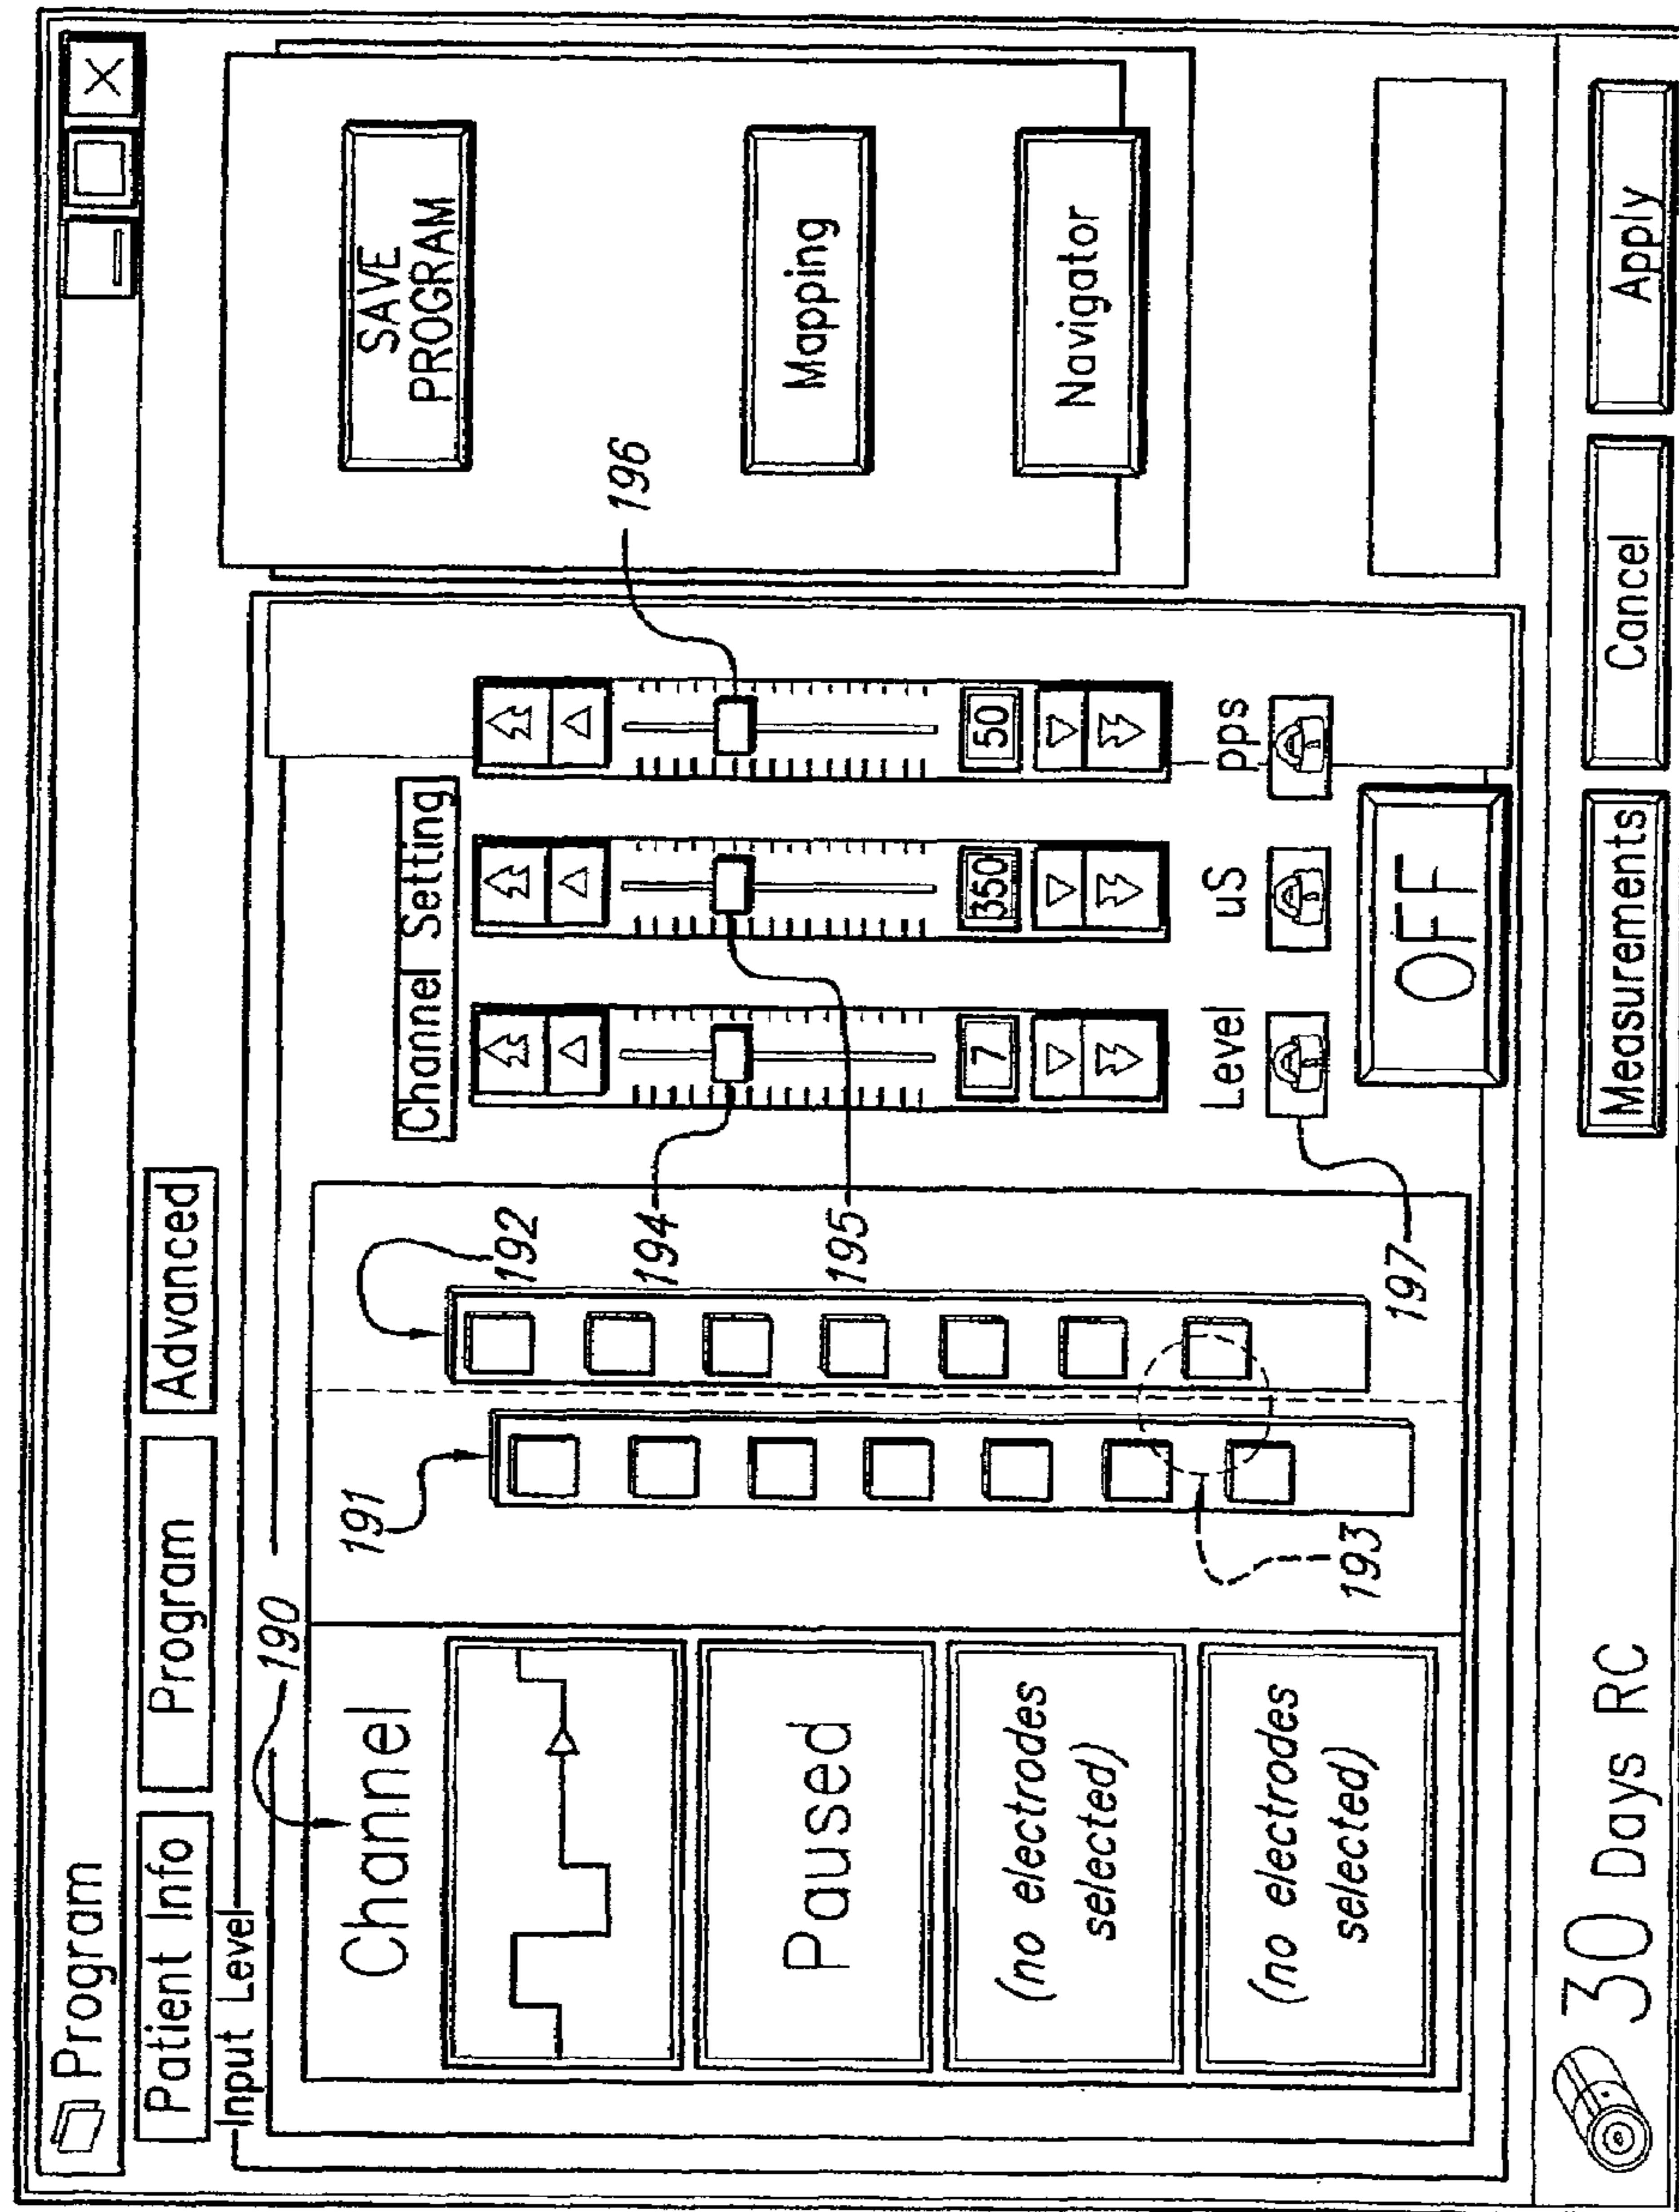 Program
Patient Info
Program
Advanced
Input Level
190
Channel
Paused
(no electrodes
selected)
(no electrodes
selected)
191
192
193
194
195
196
197
Channel Setting
7
350
50
Level
uS
pps
OFF
SAVE
PROGRAM
Mapping
Navigator
30 Days RC
Measurements
Cancel
Apply